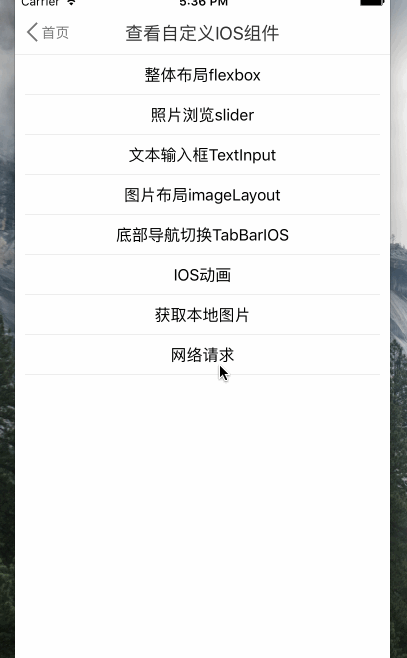 Carrier 5:36 PM
首页 查看自定义IOS组件
整体布局flexbox
照片浏览slider
文本输入框TextInput
图片布局imageLayout
底部导航切换TabBarIOS
IOS动画
获取本地图片
网络请求